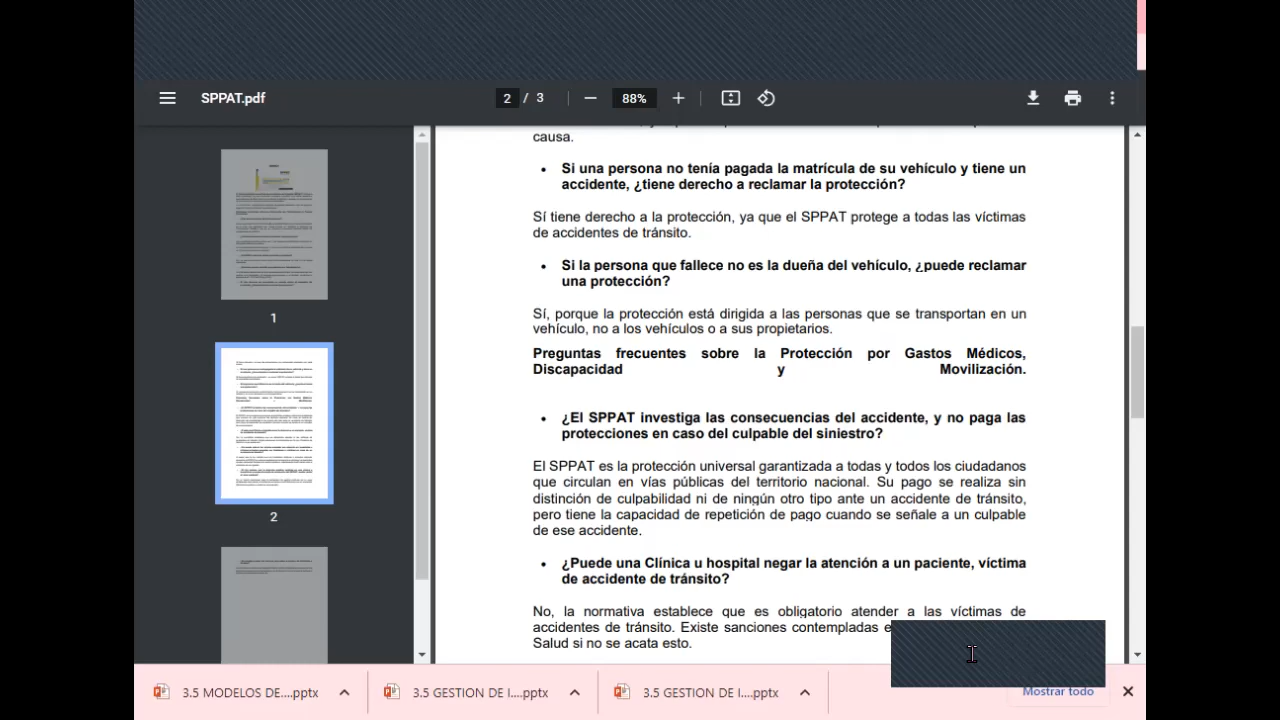 SPPAT.pdf
2 / 3
88%
1
2
causa.
• Si una persona no tenía pagada la matrícula de su vehículo y tiene un
accidente, ¿tiene derecho a reclamar la protección?
Sí tiene derecho a la protección, ya que el SPPAT protege a todas las víctimas
de accidentes de tránsito.
• Si la persona que fallece no es la dueña del vehículo, ¿puede reclamar
una protección?
Sí, porque la protección está dirigida a las personas que se transportan en un
vehículo, no a los vehículos o a sus propietarios.
Preguntas frecuentes sobre la Protección por Gastos Médicos,
Discapacidad y Movilización.
• ¿El SPPAT investiga las consecuencias del accidente, y no paga las
protecciones en caso del culpable del siniestro?
El SPPAT es la protección universal garantizada a todas y todos los ciudadanos
que circulan en vías públicas del territorio nacional. Su pago se realiza sin
distinción de culpabilidad ni de ningún otro tipo ante un accidente de tránsito,
pero tiene la capacidad de repetición de pago cuando se señale a un culpable
de ese accidente.
• ¿Puede una Clínica u hospital negar la atención a un paciente, víctima
de accidente de tránsito?
No, la normativa establece que es obligatorio atender a las víctimas de
accidentes de tránsito. Existe sanciones contempladas
Salud si no se acata esto.
3.5 MODELOS DE....pptx
3.5 GESTION DE I....pptx
3.5 GESTION DE I....pptx
Mostrar todo